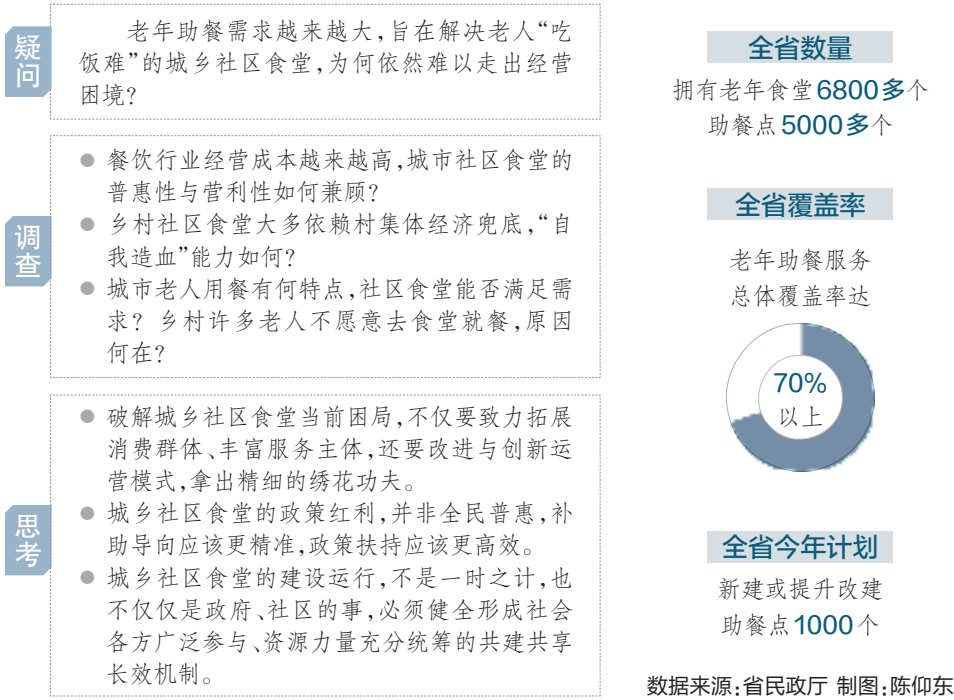 疑问
老年助餐需求越来越大,旨在解决老人“吃
饭难”的城乡社区食堂,为何依然难以走出经营
困境?
调查
● 餐饮行业经营成本越来越高,城市社区食堂的
普惠性与营利性如何兼顾?
● 乡村社区食堂大多依赖村集体经济兜底,“自
我造血”能力如何?
● 城市老人用餐有何特点,社区食堂能否满足需
求? 乡村许多老人不愿意去食堂就餐,原因
何在?
思考
● 破解城乡社区食堂当前困局,不仅要致力拓展
消费群体、丰富服务主体,还要改进与创新运
营模式,拿出精细的绣花功夫。
● 城乡社区食堂的政策红利,并非全民普惠,补
助导向应该更精准,政策扶持应该更高效。
● 城乡社区食堂的建设运行,不是一时之计,也
不仅仅是政府、社区的事,必须健全形成社会
各方广泛参与、资源力量充分统筹的共建共享
长效机制。
全省数量
拥有老年食堂6800多个
助餐点5000多个
全省覆盖率
老年助餐服务
总体覆盖率达
70%
以上
全省今年计划
新建或提升改建
助餐点1000个
数据来源:省民政厅 制图:陈仰东